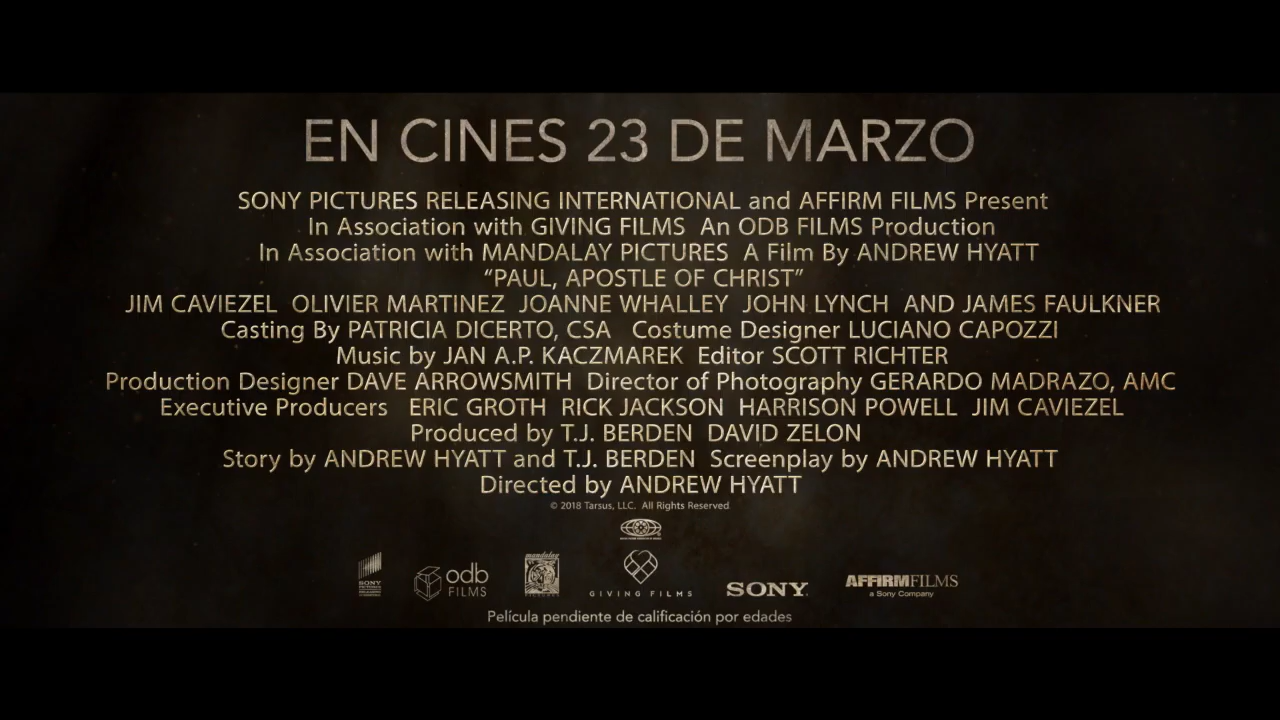 EN CINES 23 DE MARZO
SONY PICTURES RELEASING INTERNATIONAL and AFFIRM FILMS Present
In Association with GIVING FILMS An ODB FILMS Production
In Association with MANDALAY PICTURES A Film By ANDREW HYATT
“PAUL, APOSTLE OF CHRIST”
JIM CAVIEZEL OLIVIER MARTINEZ JOANNE WHALLEY JOHN LYNCH AND JAMES FAULKNER
Casting By PATRICIA DICERTO, CSA Costume Designer LUCIANO CAPOZZI
Music by JAN A.P. KACZMAREK Editor SCOTT RICHTER
Production Designer DAVE ARROWSMITH Director of Photography GERARDO MADRAZO, AMC
Executive Producers ERIC GROTH RICK JACKSON HARRISON POWELL JIM CAVIEZEL
Produced by T.J. BERDEN DAVID ZELON
Story by ANDREW HYATT and T.J. BERDEN Screenplay by ANDREW HYATT
Directed by ANDREW HYATT
© 2018 Tarsus, LLC. All Rights Reserved.
SONY
odb FILMS
mandalay
GIVING FILMS
SONY
AFFIRMFILMS
a Sony Company
Película pendiente de calificación por edades